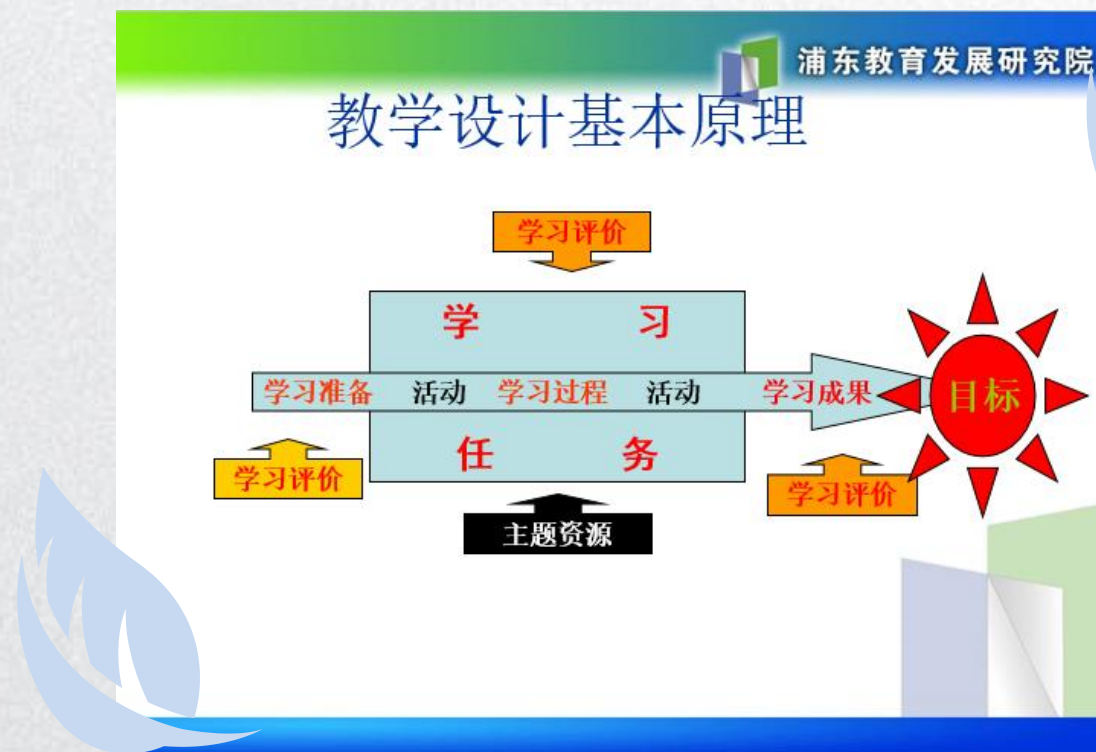 浦东教育发展研究院
教学设计基本原理
学习评价
学 习
学习准备 活动 学习过程 活动 学习成果 目标
任 务
学习评价
学习评价
主题资源